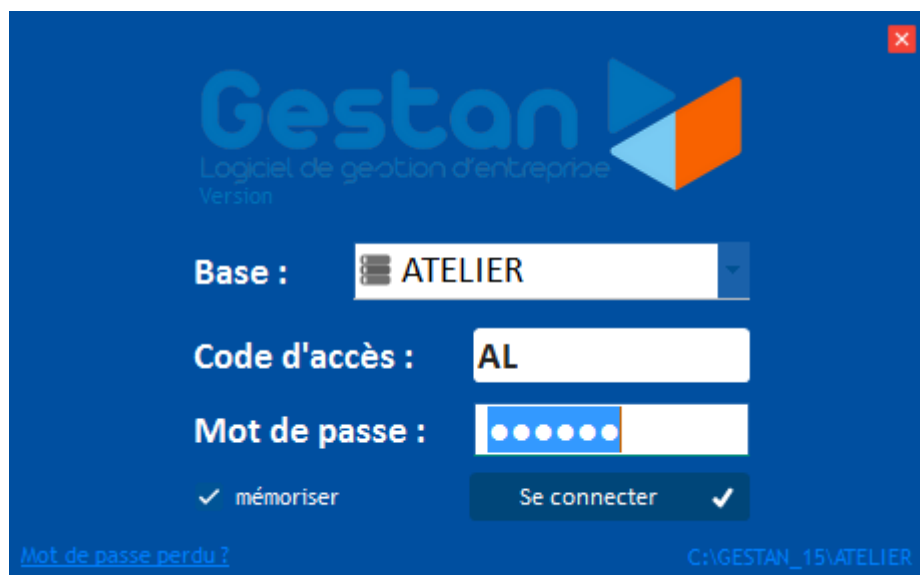 Gestan
Logiciel de gestion d'entreprise
Version
Base :
ATELIER
Code d'accès :
AL
Mot de passe :
●●●●●●
mémoriser
Se connecter
Mot de passe perdu ?
C:\GESTAN_15\ATELIER